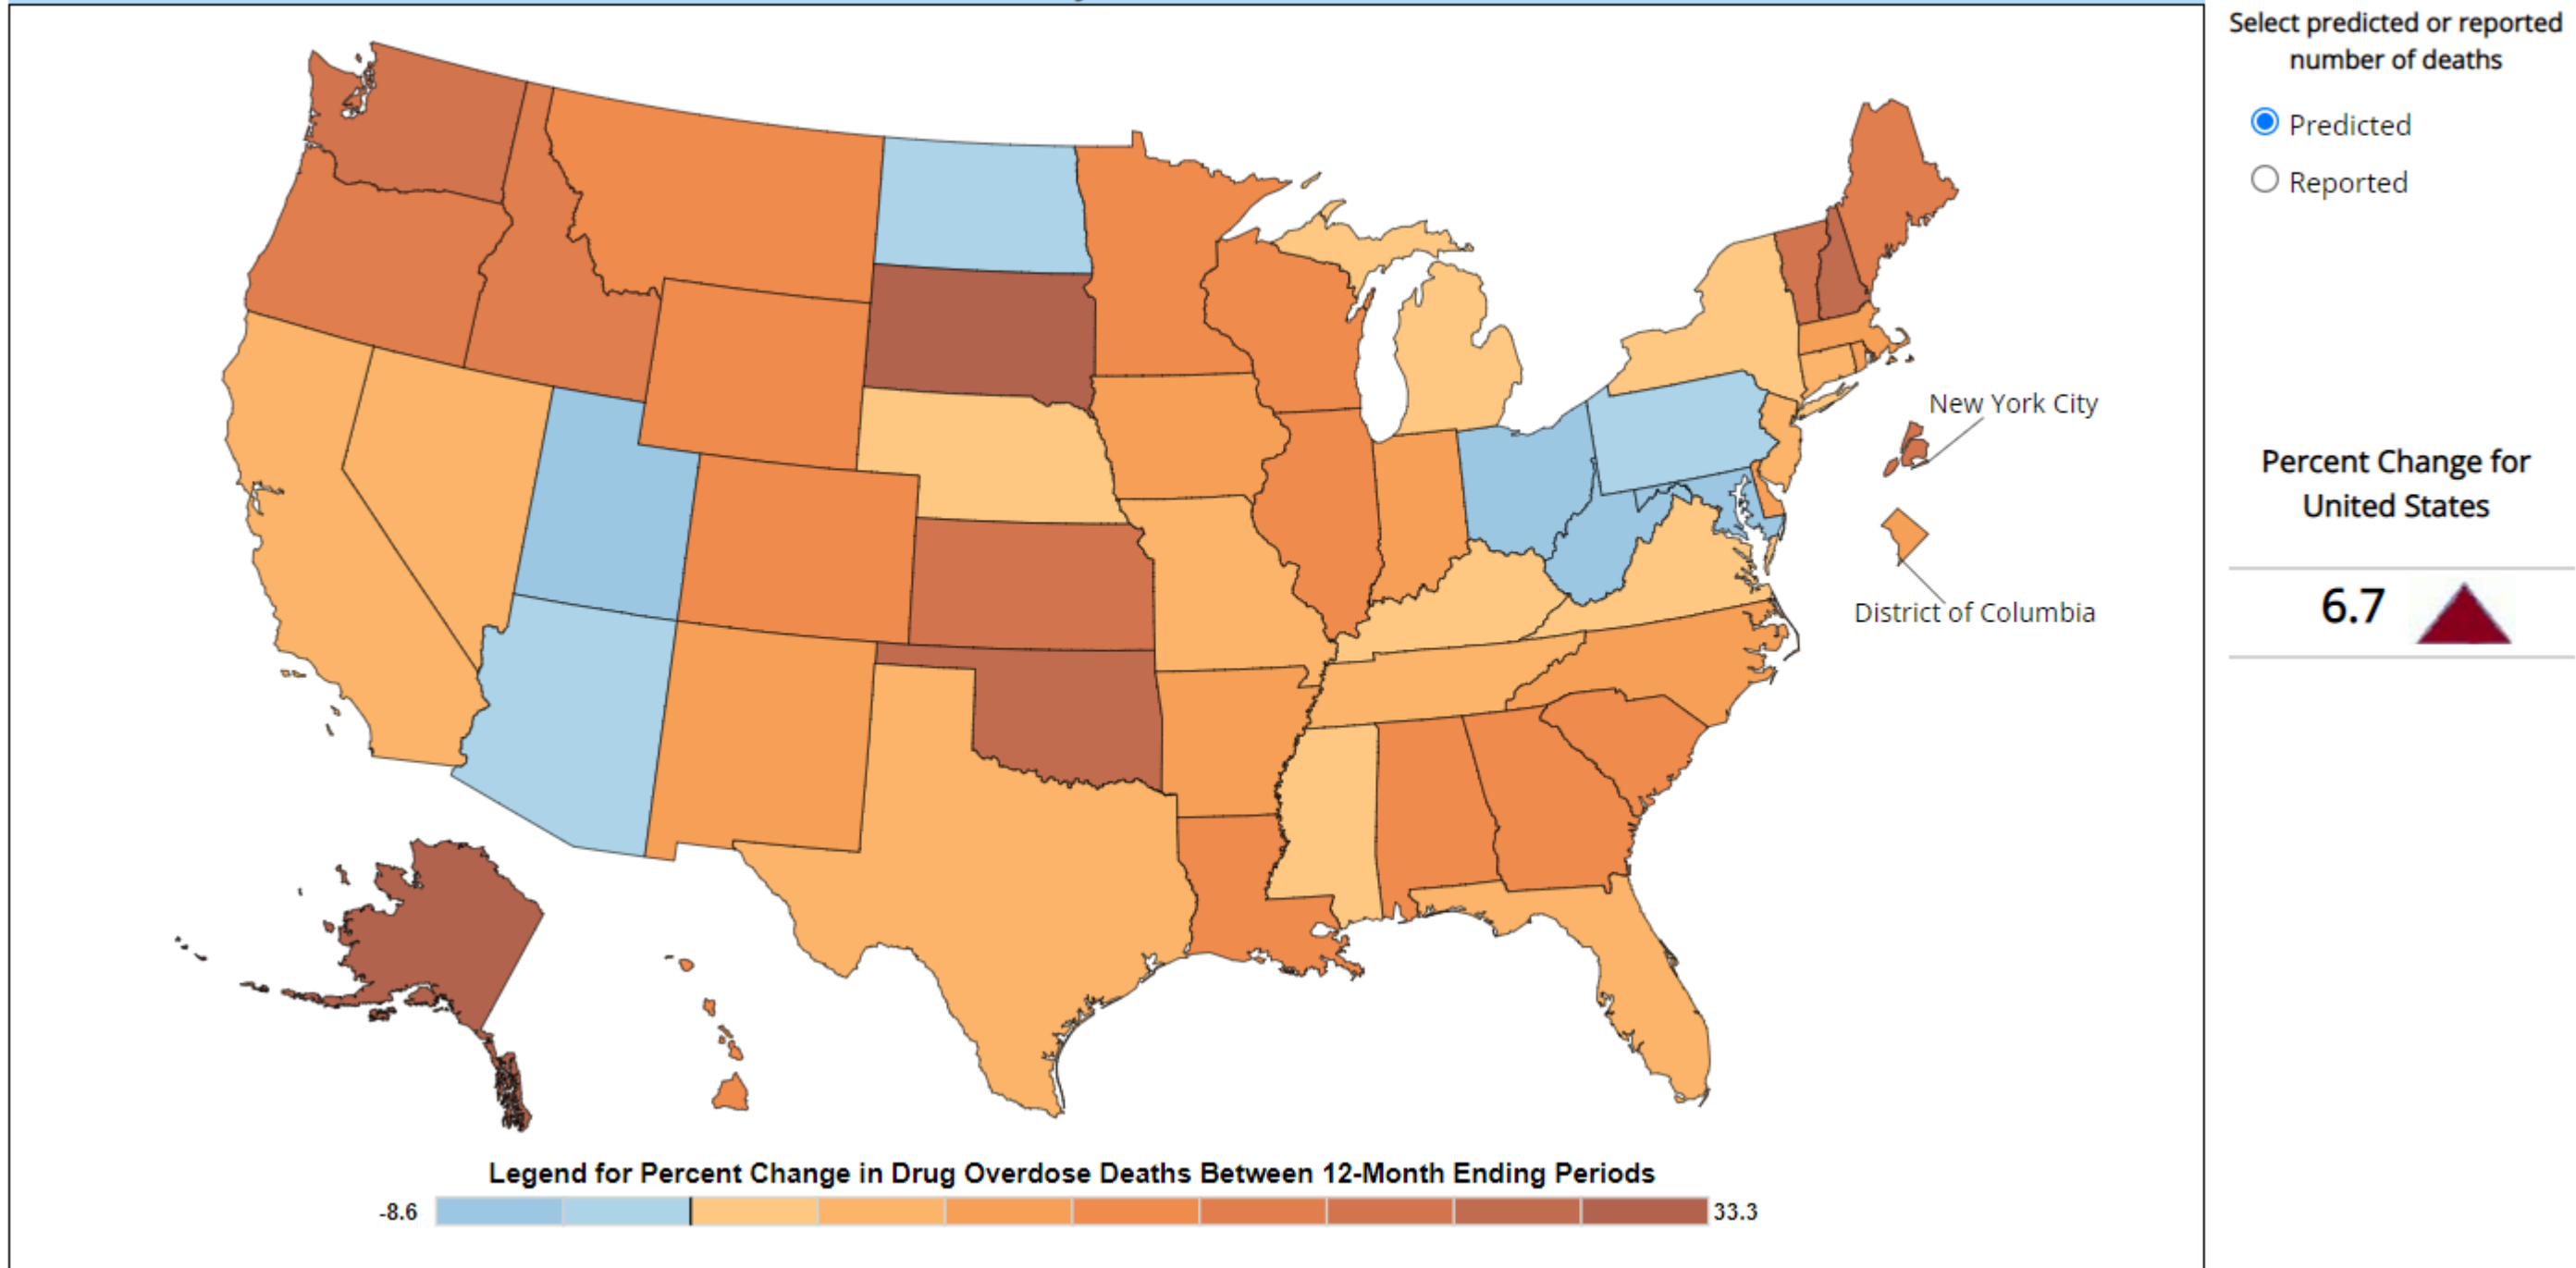 Select predicted or reported
number of deaths
Predicted
Reported
New York City
District of Columbia
Percent Change for
United States
6.7
Legend for Percent Change in Drug Overdose Deaths Between 12-Month Ending Periods
-8.6
33.3